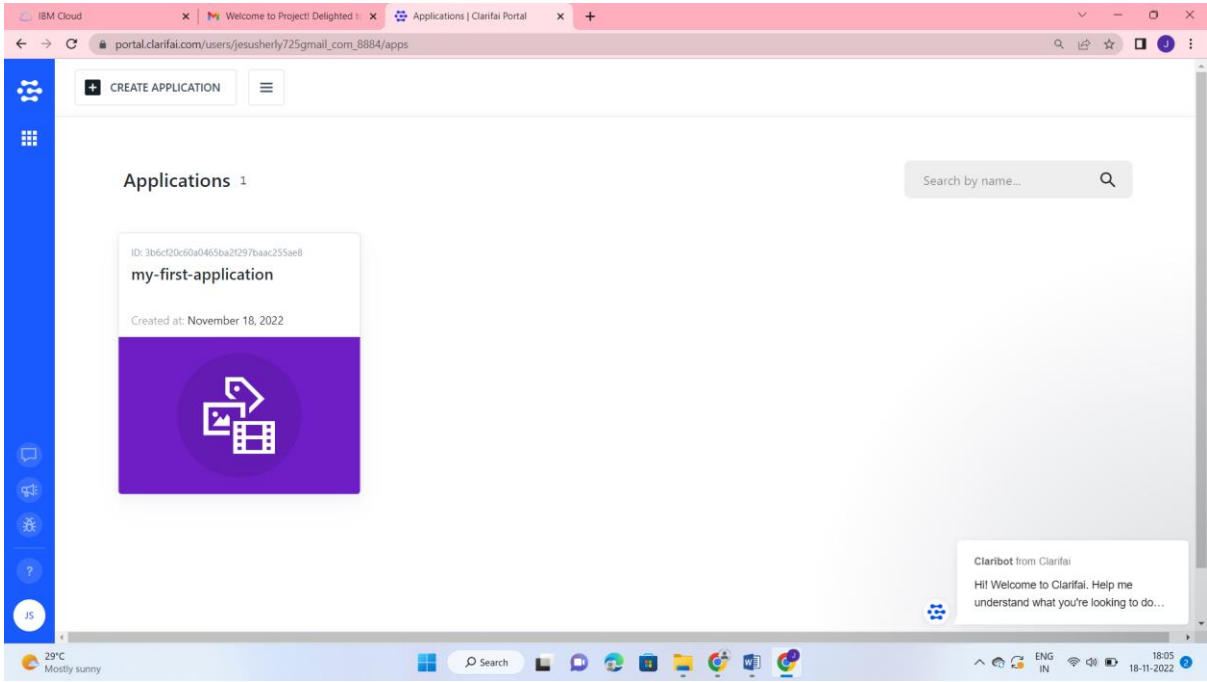 IBM Cloud
Welcome to Project! Delighted t
Applications | Clarifai Portal
portal.clarifai.com/users/jesusherly725gmail_com_8884/apps
J
CREATE APPLICATION
Applications 1
Search by name...
ID: 3b6cf20c60a0465ba2f297baac255ae8
my-first-application
Created at: November 18, 2022
Claribot from Clarifai
Hi! Welcome to Clarifai. Help me
understand what you're looking to do...
?
JS
29°C
Mostly sunny
Search
ENG
IN
18:05
18-11-2022
2